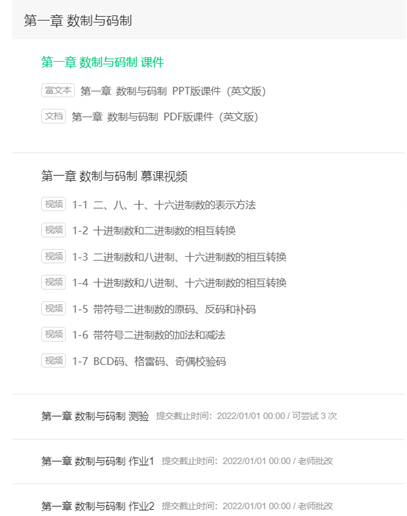 第一章 数制与码制
第一章 数制与码制 课件
富文本 第一章 数制与码制 PPT版课件（英文版）
文档 第一章 数制与码制 PDF版课件（英文版）
第一章 数制与码制 慕课视频
视频 1-1 二、八、十、十六进制数的表示方法
视频 1-2 十进制数和二进制数的相互转换
视频 1-3 二进制数和八进制、十六进制数的相互转换
视频 1-4 十进制数和八进制、十六进制数的相互转换
视频 1-5 带符号二进制数的原码、反码和补码
视频 1-6 带符号二进制数的加法和减法
视频 1-7 BCD码、格雷码、奇偶校验码
第一章 数制与码制 测验 提交截止时间：2022/01/01 00:00 / 可尝试 3 次
第一章 数制与码制 作业1 提交截止时间：2022/01/01 00:00 / 老师批改
第一章 数制与码制 作业2 提交截止时间：2022/01/01 00:00 / 老师批改